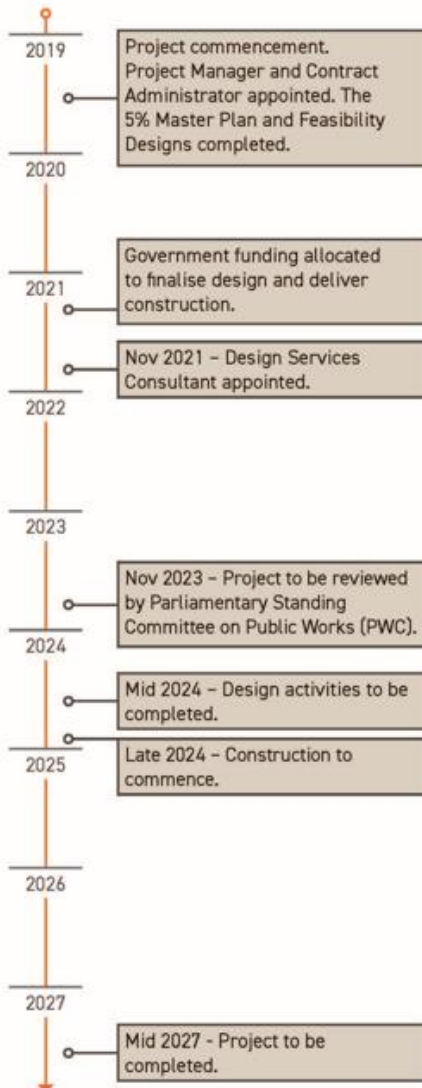 2019
Project commencement.
Project Manager and Contract
Administrator appointed. The
5% Master Plan and Feasibility
Designs completed.
2020
Government funding allocated
to finalise design and deliver
construction.
2021
Nov 2021 – Design Services
Consultant appointed.
2022
2023
Nov 2023 – Project to be reviewed
by Parliamentary Standing
Committee on Public Works (PWC).
2024
Mid 2024 – Design activities to be
completed.
Late 2024 – Construction to
commence.
2025
2026
2027
Mid 2027 - Project to be
completed.